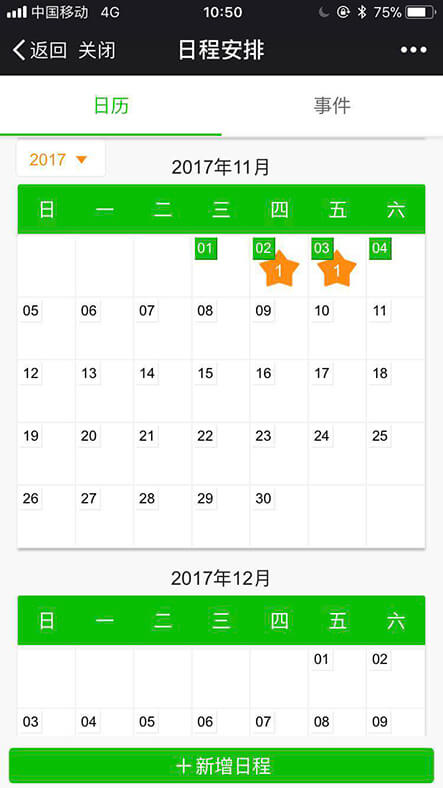 中国移动 4G 10:50 75%
返回 关闭 日程安排
日历 事件
2017
2017年11月
日 一 二 三 四 五 六
01 02 03 04
1 1
05 06 07 08 09 10 11
12 13 14 15 16 17 18
19 20 21 22 23 24 25
26 27 28 29 30
2017年12月
日 一 二 三 四 五 六
01 02
03 04 05 06 07 08 09
＋新增日程